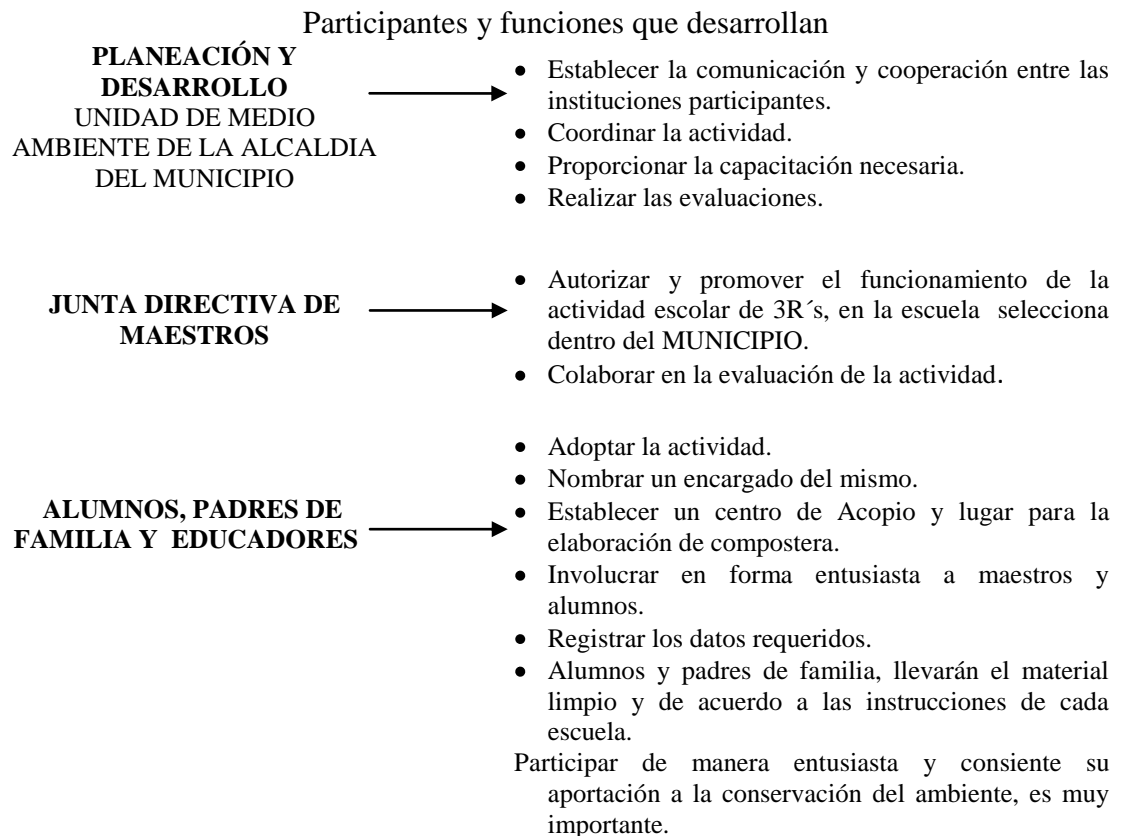 Participantes y funciones que desarrollan
PLANEACIÓN Y
DESARROLLO
UNIDAD DE MEDIO
AMBIENTE DE LA ALCALDIA
DEL MUNICIPIO
• Establecer la comunicación y cooperación entre las
instituciones participantes.
• Coordinar la actividad.
• Proporcionar la capacitación necesaria.
• Realizar las evaluaciones.
JUNTA DIRECTIVA DE
MAESTROS
• Autorizar y promover el funcionamiento de la
actividad escolar de 3R´s, en la escuela selecciona
dentro del MUNICIPIO.
• Colaborar en la evaluación de la actividad.
ALUMNOS, PADRES DE
FAMILIA Y EDUCADORES
• Adoptar la actividad.
• Nombrar un encargado del mismo.
• Establecer un centro de Acopio y lugar para la
elaboración de compostera.
• Involucrar en forma entusiasta a maestros y
alumnos.
• Registrar los datos requeridos.
• Alumnos y padres de familia, llevarán el material
limpio y de acuerdo a las instrucciones de cada
escuela.
Participar de manera entusiasta y consiente su
aportación a la conservación del ambiente, es muy
importante.